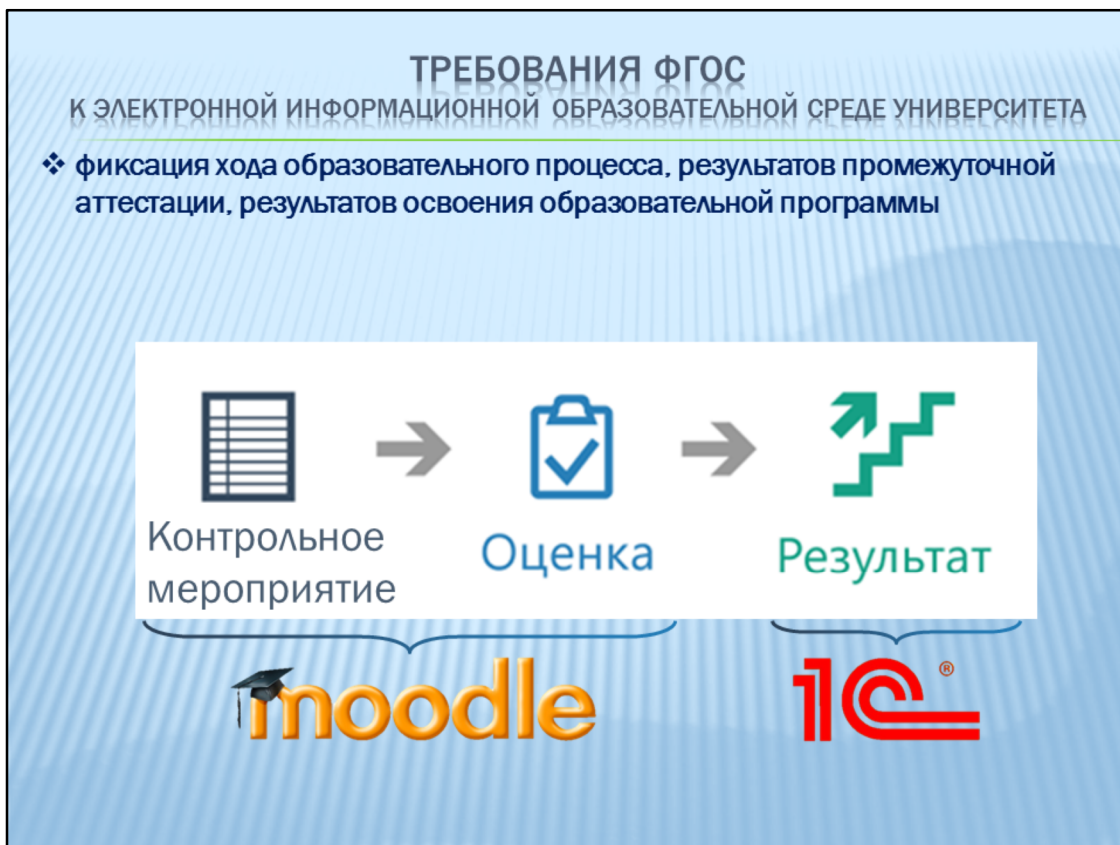 ТРЕБОВАНИЯ ФГОС
К ЭЛЕКТРОННОЙ ИНФОРМАЦИОННОЙ ОБРАЗОВАТЕЛЬНОЙ СРЕДЕ УНИВЕРСИТЕТА
❖ фиксация хода образовательного процесса, результатов промежуточной
аттестации, результатов освоения образовательной программы
Контрольное
мероприятие
Оценка
Результат
moodle
1С®